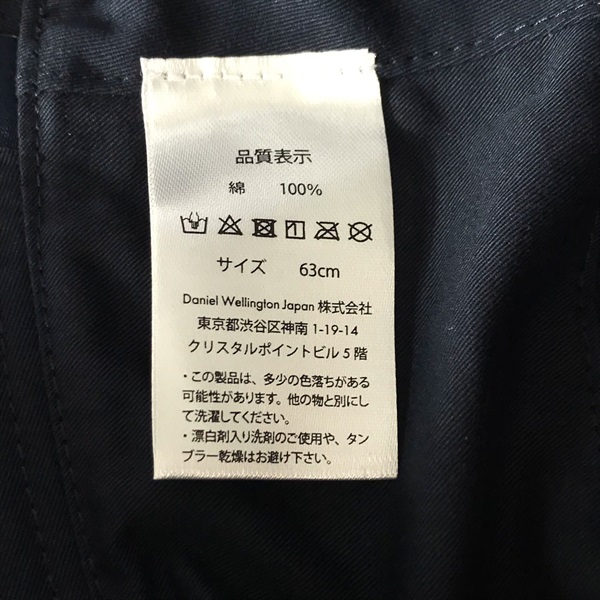 品質表示
綿 100%
サイズ 63cm
Daniel Wellington Japan 株式会社
東京都渋谷区神南 1-19-14
クリスタルポイントビル 5 階
・この製品は、多少の色落ちがある
可能性があります。他の物と別にし
て洗濯してください。
・漂白剤入り洗剤のご使用や、タン
ブラー乾燥はお避け下さい。